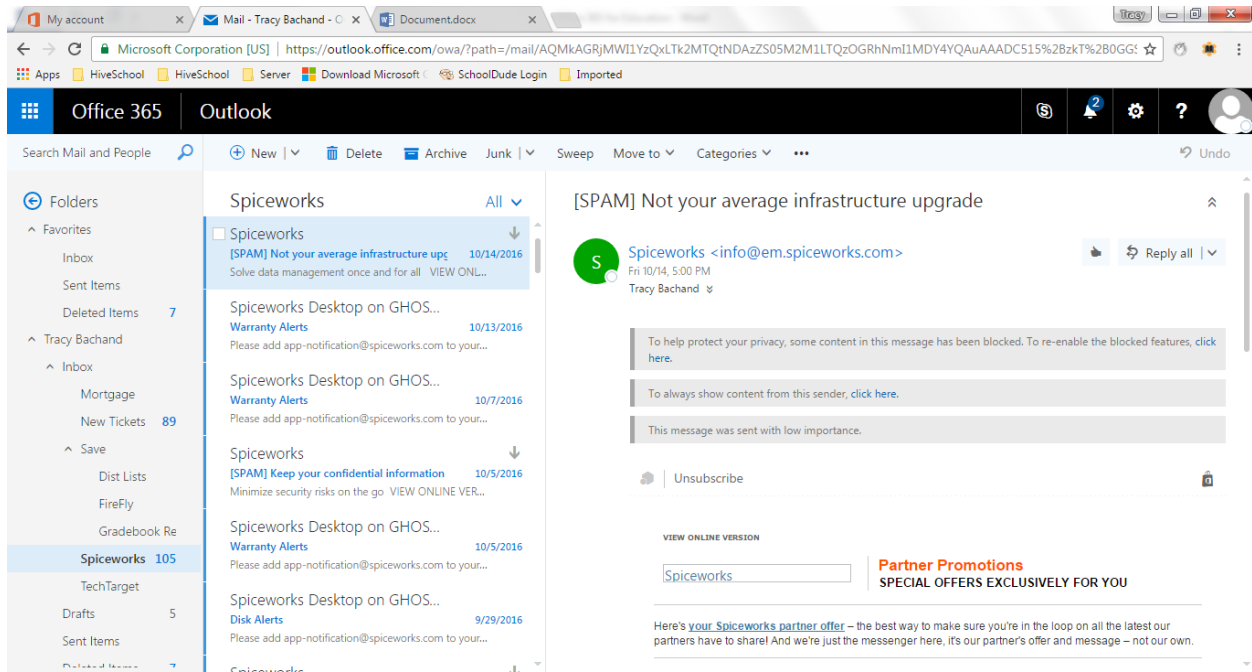 My account
Mail - Tracy Bachand - O
Document.docx
Tracy
Microsoft Corporation [US] | https://outlook.office.com/owa/?path=/mail/
Apps HiveSchool HiveSchool Server Download Microsoft SchoolDude Login Imported
Office 365 Outlook 2 ?
Search Mail and People New Delete Archive Junk Sweep Move to Categories ••• Undo
Folders
Favorites
Inbox
Sent Items
Deleted Items 7
Tracy Bachand
Inbox
Mortgage
New Tickets 89
Save
Dist Lists
FireFly
Gradebook Re
Spiceworks 105
TechTarget
Drafts 5
Sent Items
Deleted Items 7
Spiceworks All
Spiceworks
[SPAM] Not your average infrastructure upg 10/14/2016
Solve data management once and for all VIEW ONL...
Spiceworks Desktop on GHOS...
Warranty Alerts 10/13/2016
Please add app-notification@spiceworks.com to your...
Spiceworks Desktop on GHOS...
Warranty Alerts 10/7/2016
Please add app-notification@spiceworks.com to your...
Spiceworks
[SPAM] Keep your confidential information 10/5/2016
Minimize security risks on the go VIEW ONLINE VER...
Spiceworks Desktop on GHOS...
Warranty Alerts 10/5/2016
Please add app-notification@spiceworks.com to your...
Spiceworks Desktop on GHOS...
Disk Alerts 9/29/2016
Please add app-notification@spiceworks.com to your...
Spiceworks
[SPAM] Not your average infrastructure upgrade
S
Spiceworks <info@em.spiceworks.com>
Reply all
Fri 10/14, 5:00 PM
Tracy Bachand
To help protect your privacy, some content in this message has been blocked. To re-enable the blocked features, click
here.
To always show content from this sender, click here.
This message was sent with low importance.
Unsubscribe
VIEW ONLINE VERSION
Spiceworks
Partner Promotions
SPECIAL OFFERS EXCLUSIVELY FOR YOU
Here's your Spiceworks partner offer – the best way to make sure you're in the loop on all the latest our
partners have to share! And we're just the messenger here, it's our partner's offer and message – not our own.